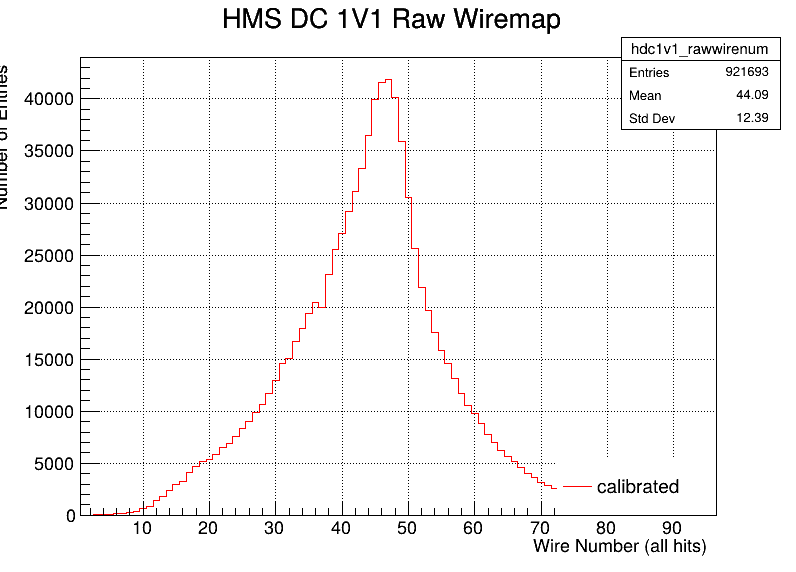 HMS DC 1V1 Raw Wiremap
hdc1v1_rawwirenum
Entries 921693
Mean 44.09
Std Dev 12.39
Number of Entries
40000
35000
30000
25000
20000
15000
10000
5000
0
calibrated
10 20 30 40 50 60 70 80 90
Wire Number (all hits)